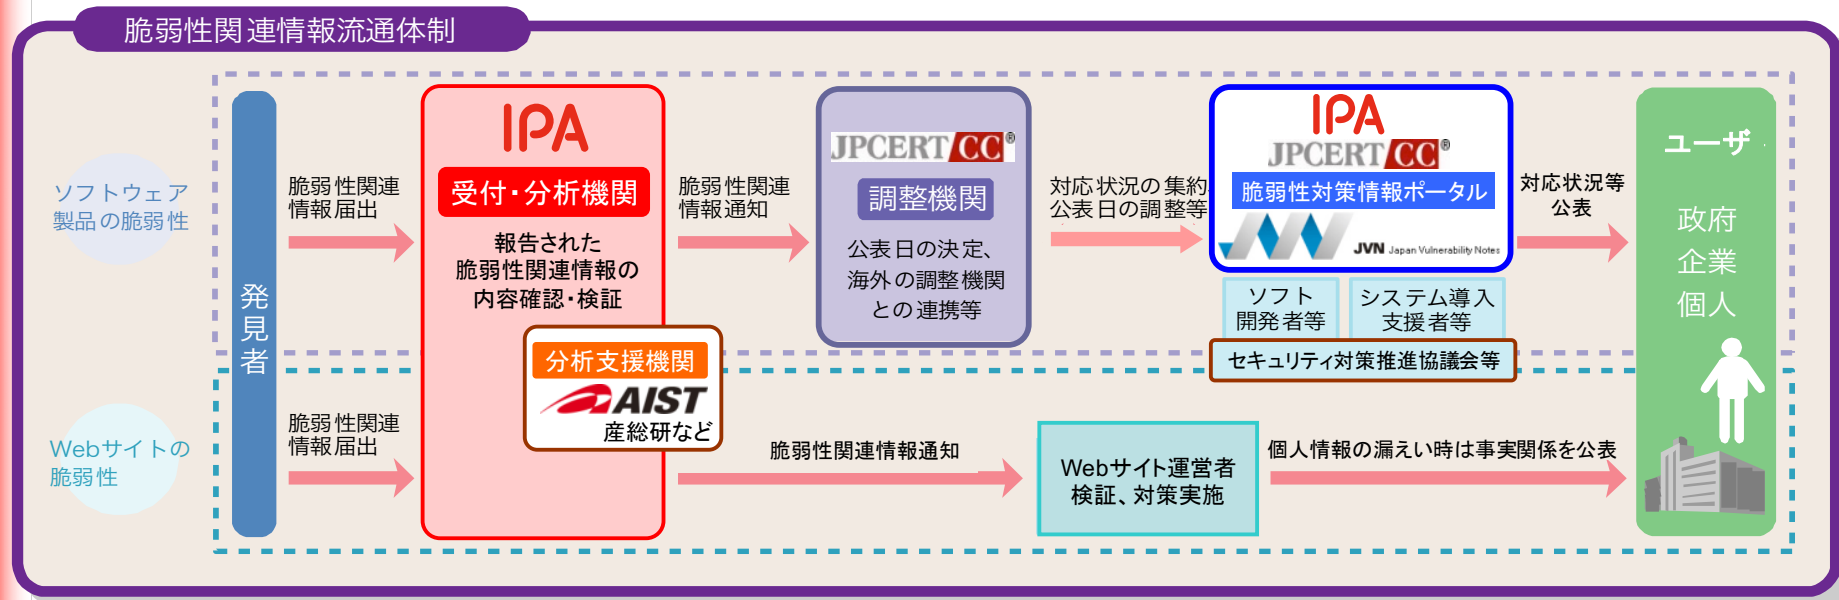 脆弱性関連情報流通体制
ソフトウェア
製品の脆弱性
Webサイトの
脆弱性
発見者
脆弱性関連
情報届出
脆弱性関連
情報届出
IPA
受付・分析機関
報告された
脆弱性関連情報の
内容確認・検証
分析支援機関
AIST
産総研など
脆弱性関連
情報通知
JPCERT CC®
調整機関
公表日の決定、
海外の調整機関
との連携等
対応状況の集約
公表日の調整等
IPA
JPCERT CC®
脆弱性対策情報ポータル
JVN Japan Vulnerability Notes
ソフト
開発者等
システム導入
支援者等
セキュリティ対策推進協議会等
対応状況等
公表
脆弱性関連情報通知
Webサイト運営者
検証、対策実施
個人情報の漏えい時は事実関係を公表
ユーザ
政府
企業
個人